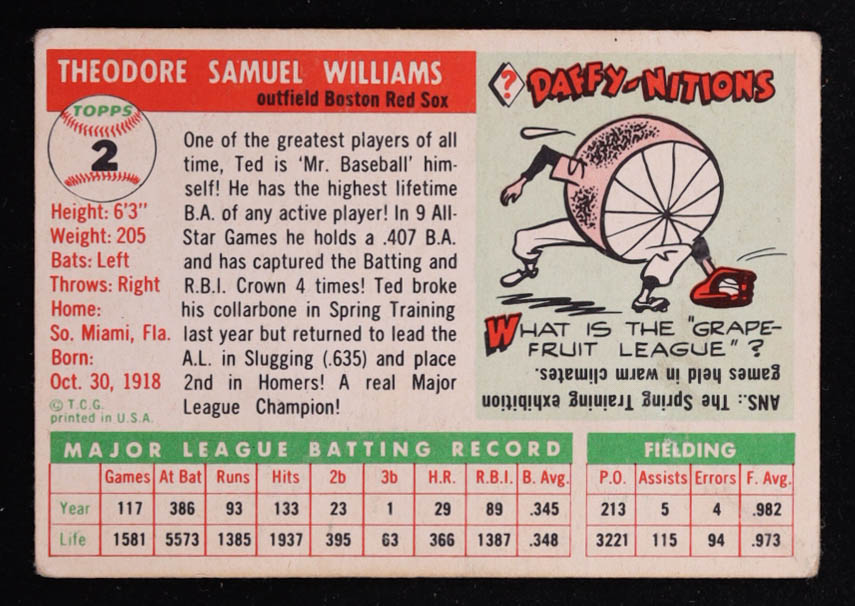 THEODORE SAMUEL WILLIAMS
outfield Boston Red Sox
TOPPS
2
Height: 6'3"
Weight: 205
Bats: Left
Throws: Right
Home:
So. Miami, Fla.
Born:
Oct. 30, 1918
© T.C.G.
printed in U.S.A.
One of the greatest players of all
time, Ted is 'Mr. Baseball' him-
self! He has the highest lifetime
B.A. of any active player! In 9 All-
Star Games he holds a .407 B.A.
and has captured the Batting and
R.B.I. Crown 4 times! Ted broke
his collarbone in Spring Training
last year but returned to lead the
A.L. in Slugging (.635) and place
2nd in Homers! A real Major
League Champion!
? DAFFY-NITIONS
WHAT IS THE "GRAPE-
FRUIT LEAGUE"?
ANS.: The Spring Training exhibition
games held in warm climates.
MAJOR LEAGUE BATTING RECORD
Games At Bat Runs Hits 2b 3b H.R. R.B.I. B. Avg.
Year 117 386 93 133 23 1 29 89 .345
Life 1581 5573 1385 1937 395 63 366 1387 .348
FIELDING
P.O. Assists Errors F. Avg.
213 5 4 .982
3221 115 94 .973